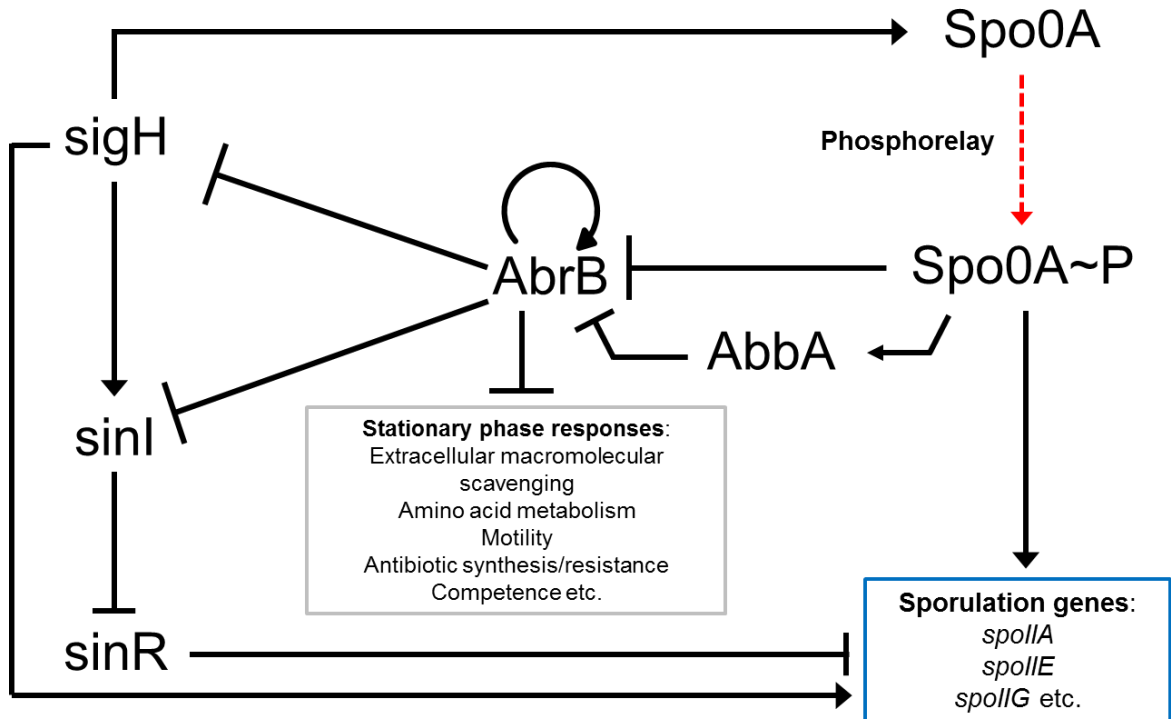 Spo0A
sigH
Phosphorelay
AbrB
Spo0A~P
AbbA
sinI
Stationary phase responses:
Extracellular macromolecular
scavenging
Amino acid metabolism
Motility
Antibiotic synthesis/resistance
Competence etc.
sinR
Sporulation genes:
spoIIA
spoIIE
spoIIG etc.